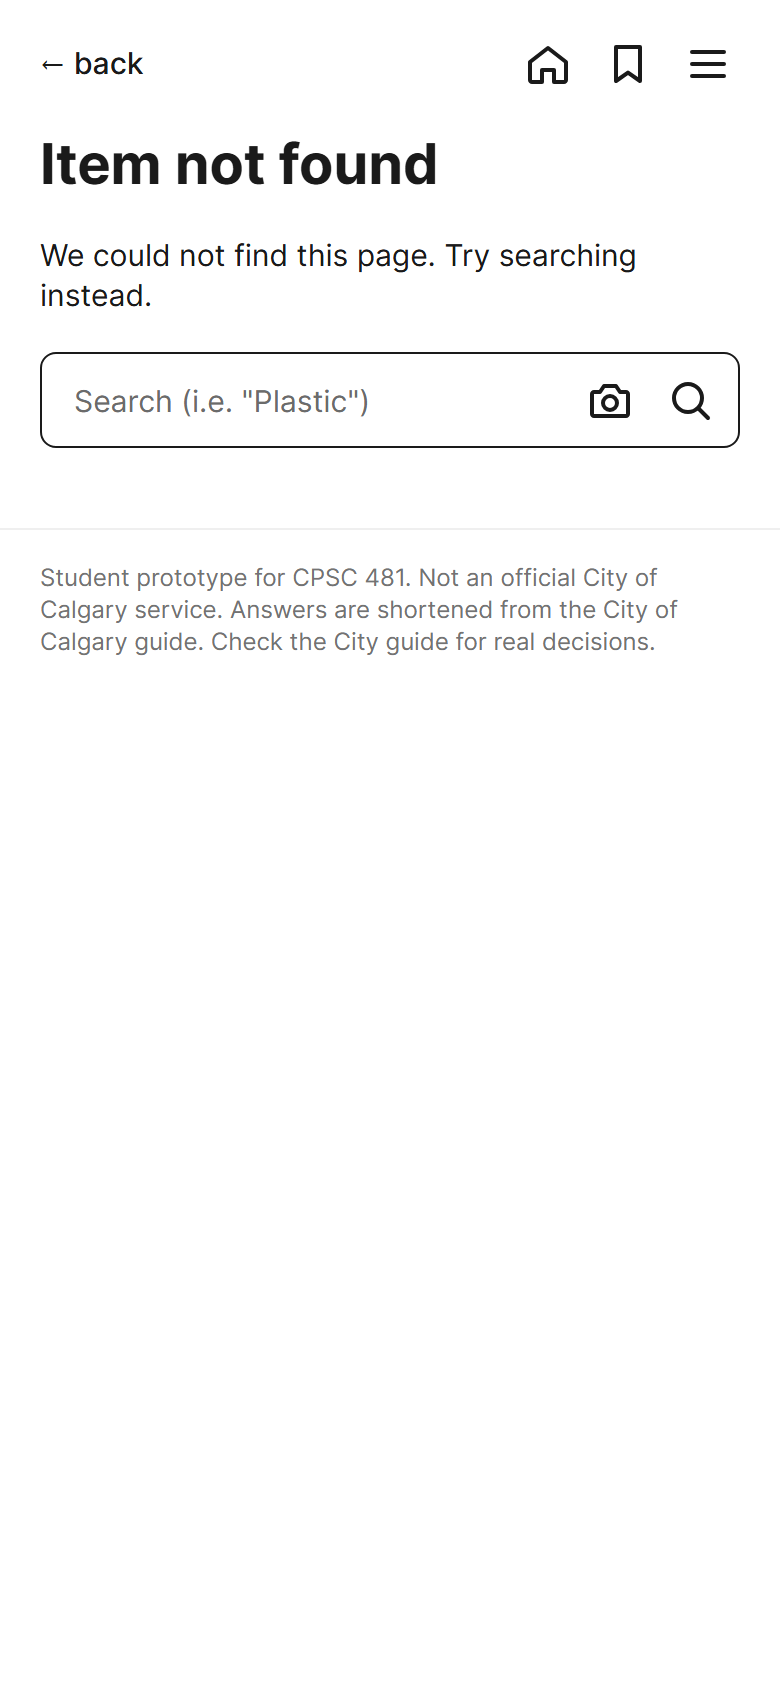 ← back
Item not found
We could not find this page. Try searching
instead.
Search (i.e. "Plastic")
Student prototype for CPSC 481. Not an official City of
Calgary service. Answers are shortened from the City of
Calgary guide. Check the City guide for real decisions.